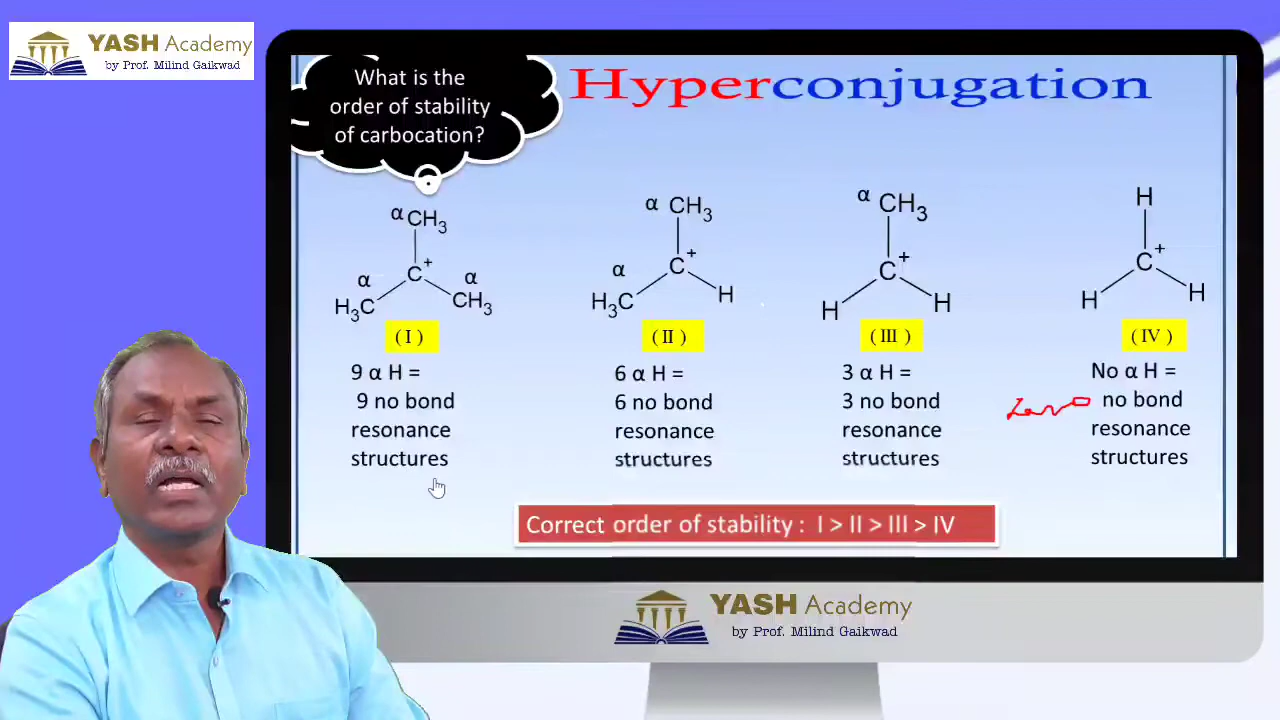 YASH Academy
by Prof. Milind Gaikwad
What is the
order of stability
of carbocation?
Hyperconjugation
α CH3
α
α
C+
H3C
CH3
( I )
9 α H =
9 no bond
resonance
structures
α CH3
α
C+
H3C
H
( II )
6 α H =
6 no bond
resonance
structures
α CH3
C+
H
H
( III )
3 α H =
3 no bond
resonance
structures
H
C+
H
H
( IV )
No α H =
no bond
resonance
structures
Correct order of stability : I > II > III > IV
YASH Academy
by Prof. Milind Gaikwad